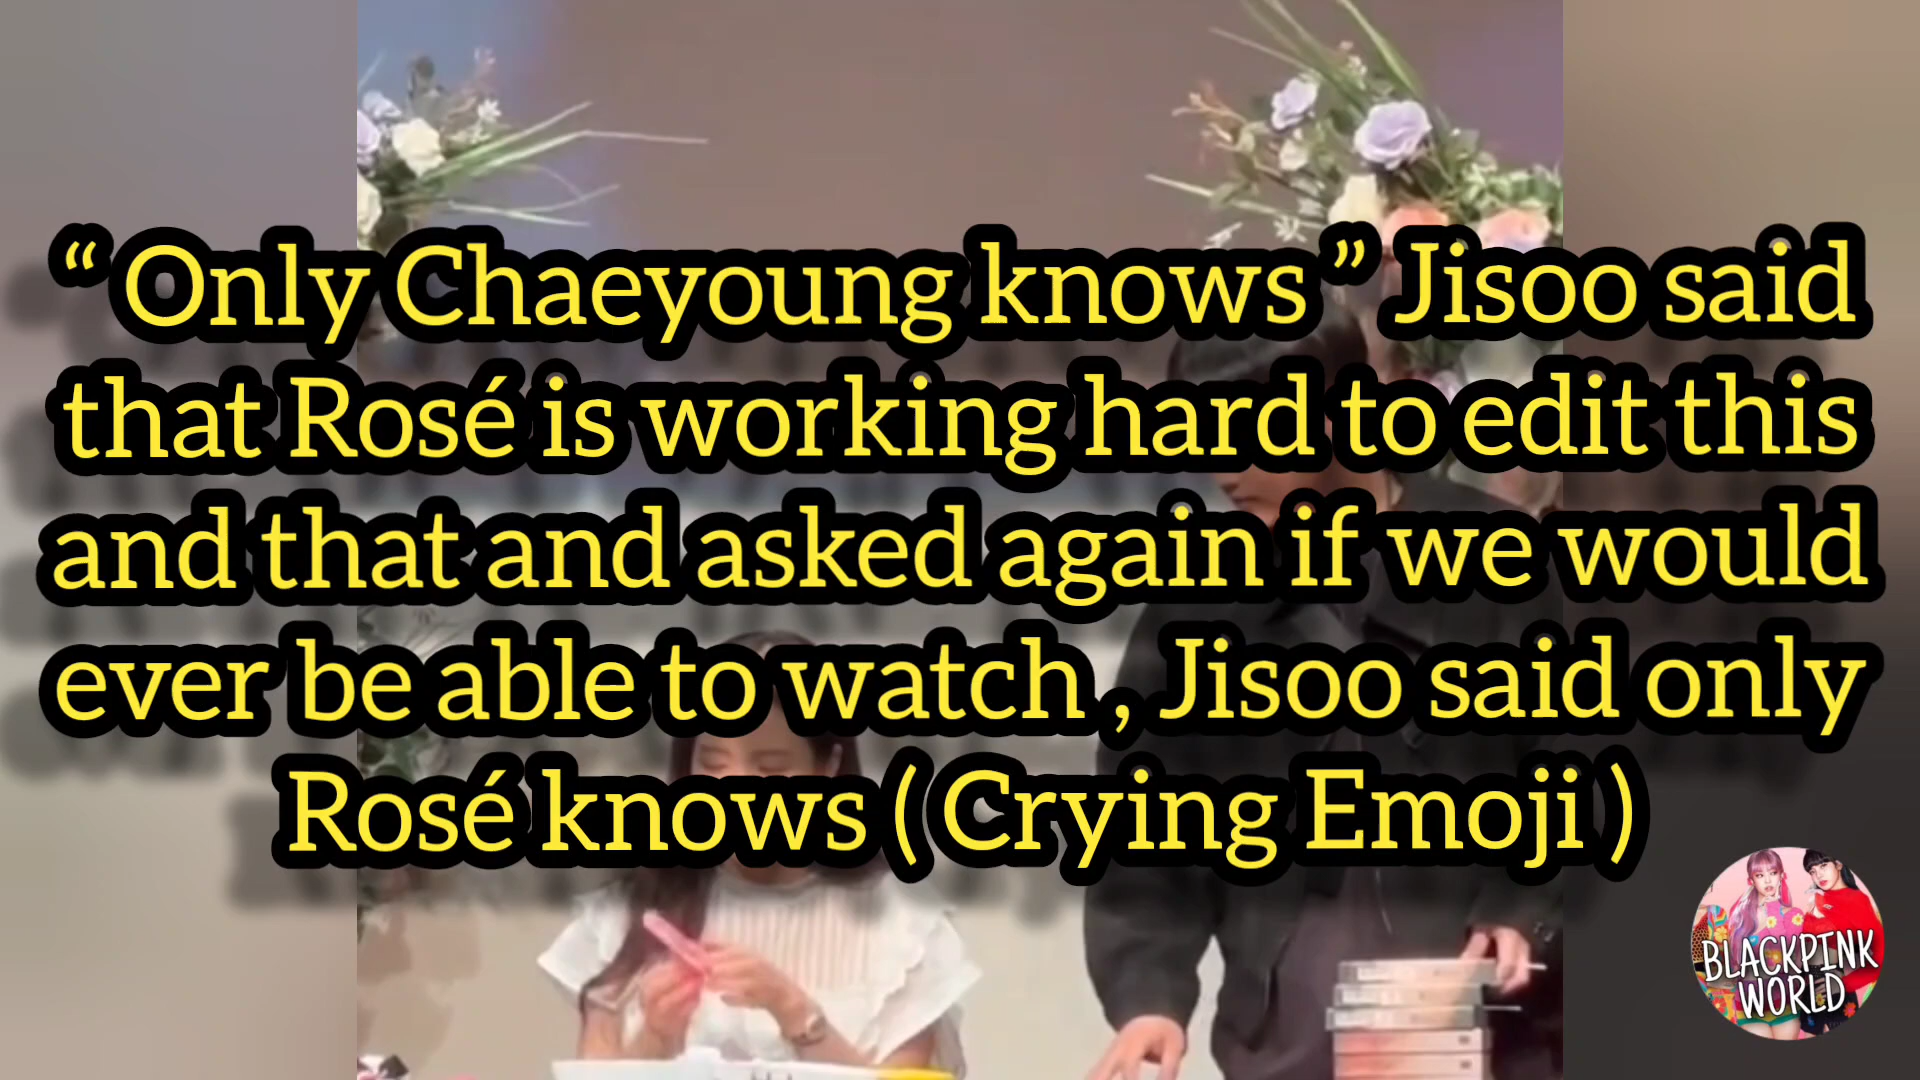 “ Only Chaeyoung knows ” Jisoo said
that Rosé is working hard to edit this
and that and asked again if we would
ever be able to watch , Jisoo said only
Rosé knows ( Crying Emoji )
BLACKPINK
WORLD